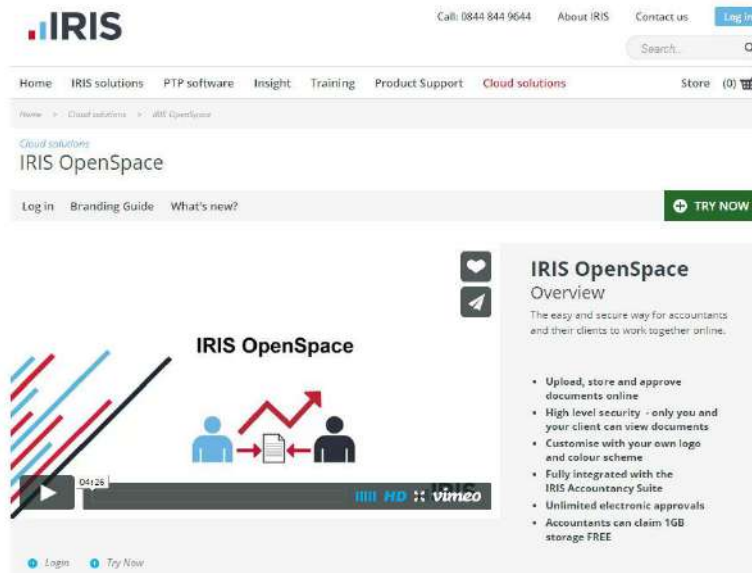 IRIS
Call: 0844 844 9644 About IRIS Contact us Log in
Search...
Home IRIS solutions PTP software Insight Training Product Support Cloud solutions Store (0)
Home > Cloud solutions > IRIS OpenSpace
Cloud solutions
IRIS OpenSpace
Log in Branding Guide What's new? TRY NOW
IRIS OpenSpace
04:26
HD vimeo
Login Try Now
IRIS OpenSpace
Overview
The easy and secure way for accountants
and their clients to work together online.
• Upload, store and approve
documents online
• High level security - only you and
your client can view documents
• Customise with your own logo
and colour scheme
• Fully integrated with the
IRIS Accountancy Suite
• Unlimited electronic approvals
• Accountants can claim 1GB
storage FREE